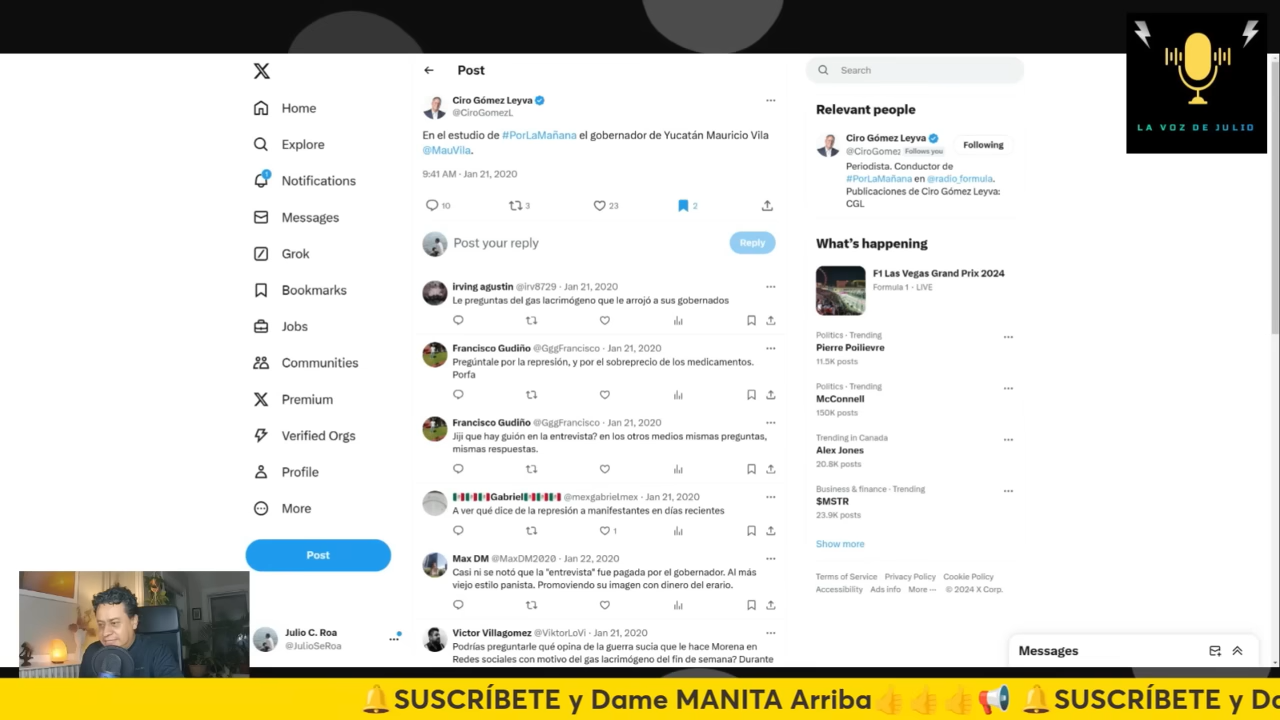 Home
Explore
Notifications
Messages
Grok
Bookmarks
Jobs
Communities
Premium
Verified Orgs
Profile
More
Post
Julio C. Roa
@JulioSeRoa
Post
Ciro Gómez Leyva
@CiroGomezL
En el estudio de #PorLaMañana el gobernador de Yucatán Mauricio Vila
@MauVila.
9:41 AM · Jan 21, 2020
10 3 23 2
Post your reply
Reply
irving agustin @irv8729 · Jan 21, 2020
Le preguntas del gas lacrimógeno que le arrojó a sus gobernados
Francisco Gudiño @GggFrancisco · Jan 21, 2020
Pregúntale por la represión, y por el sobreprecio de los medicamentos.
Porfa
Francisco Gudiño @GggFrancisco · Jan 21, 2020
Jiji que hay guión en la entrevista? en los otros medios mismas preguntas,
mismas respuestas.
🇲🇽🇲🇽🇲🇽Gabriel🇲🇽🇲🇽🇲🇽 @mexgabrielmex · Jan 21, 2020
A ver qué dice de la represión a manifestantes en días recientes
1
Max DM @MaxDM2020 · Jan 22, 2020
Casi ni se notó que la "entrevista" fue pagada por el gobernador. Al más
viejo estilo panista. Promoviendo su imagen con dinero del erario.
Victor Villagomez @ViktorLoVi · Jan 21, 2020
Podrías preguntarle qué opina de la guerra sucia que le hace Morena en
Redes sociales con motivo del gas lacrimógeno del fin de semana? Durante
Search
Relevant people
Ciro Gómez Leyva
@CiroGomez Follows you
Following
Periodista. Conductor de
#PorLaMañana en @radio_formula.
Publicaciones de Ciro Gómez Leyva:
CGL
What's happening
F1 Las Vegas Grand Prix 2024
Formula 1 · LIVE
Politics · Trending
Pierre Poilievre
11.5K posts
Politics · Trending
McConnell
150K posts
Trending in Canada
Alex Jones
20.8K posts
Business & finance · Trending
$MSTR
23.9K posts
Show more
Terms of Service Privacy Policy Cookie Policy
Accessibility Ads info More ··· © 2024 X Corp.
Messages
LA VOZ DE JULIO
🔔SUSCRÍBETE y Dame MANITA Arriba👍👍👍📢 🔔SUSCRÍBETE y Da